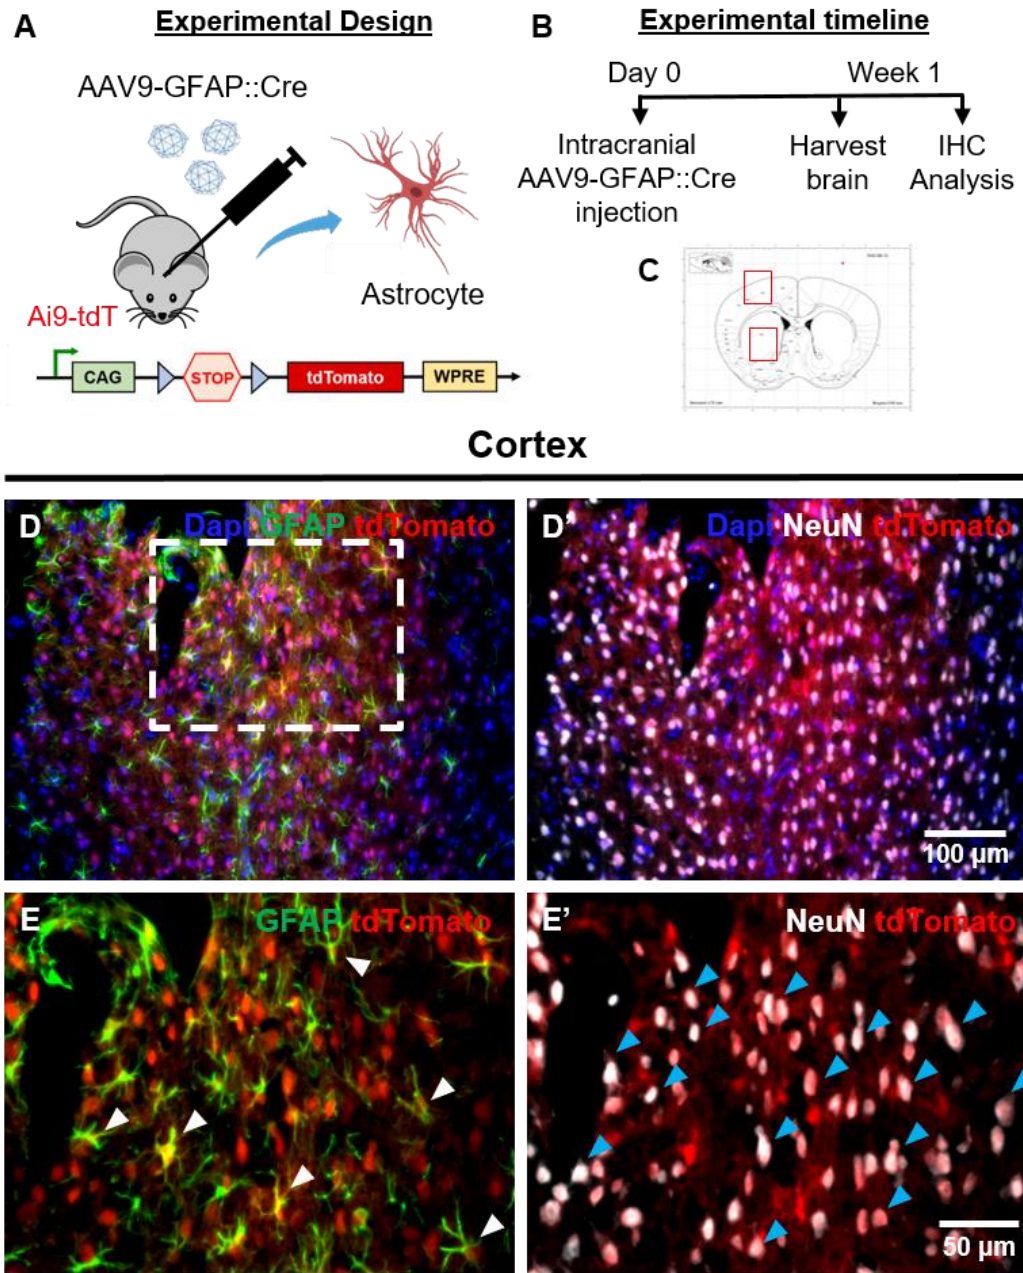 A
Experimental Design
AAV9-GFAP::Cre
Ai9-tdT
Astrocyte
CAG
STOP
tdTomato
WPRE
B
Experimental timeline
Day 0
Week 1
Intracranial
AAV9-GFAP::Cre
injection
Harvest
brain
IHC
Analysis
C
Cortex
D
Dapi GFAP tdTomato
D’
Dapi NeuN tdTomato
100 µm
E
GFAP tdTomato
E’
NeuN tdTomato
50 µm